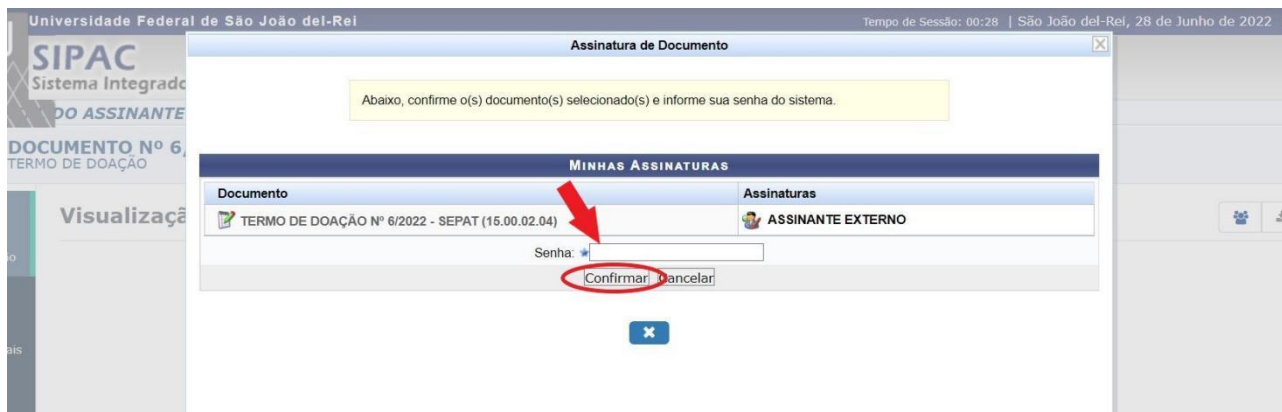 Universidade Federal de São João del-Rei
Tempo de Sessão: 00:28 | São João del-Rei, 28 de Junho de 2022
SIPAC
Sistema Integrado
DO ASSINANTE
DOCUMENTO Nº 6,
TERMO DE DOAÇÃO
Visualizaçã
Assinatura de Documento
Abaixo, confirme o(s) documento(s) selecionado(s) e informe sua senha do sistema.
MINHAS ASSINATURAS
Documento Assinaturas
TERMO DE DOAÇÃO Nº 6/2022 - SEPAT (15.00.02.04) ASSINANTE EXTERNO
Senha:
Confirmar Cancelar
ais